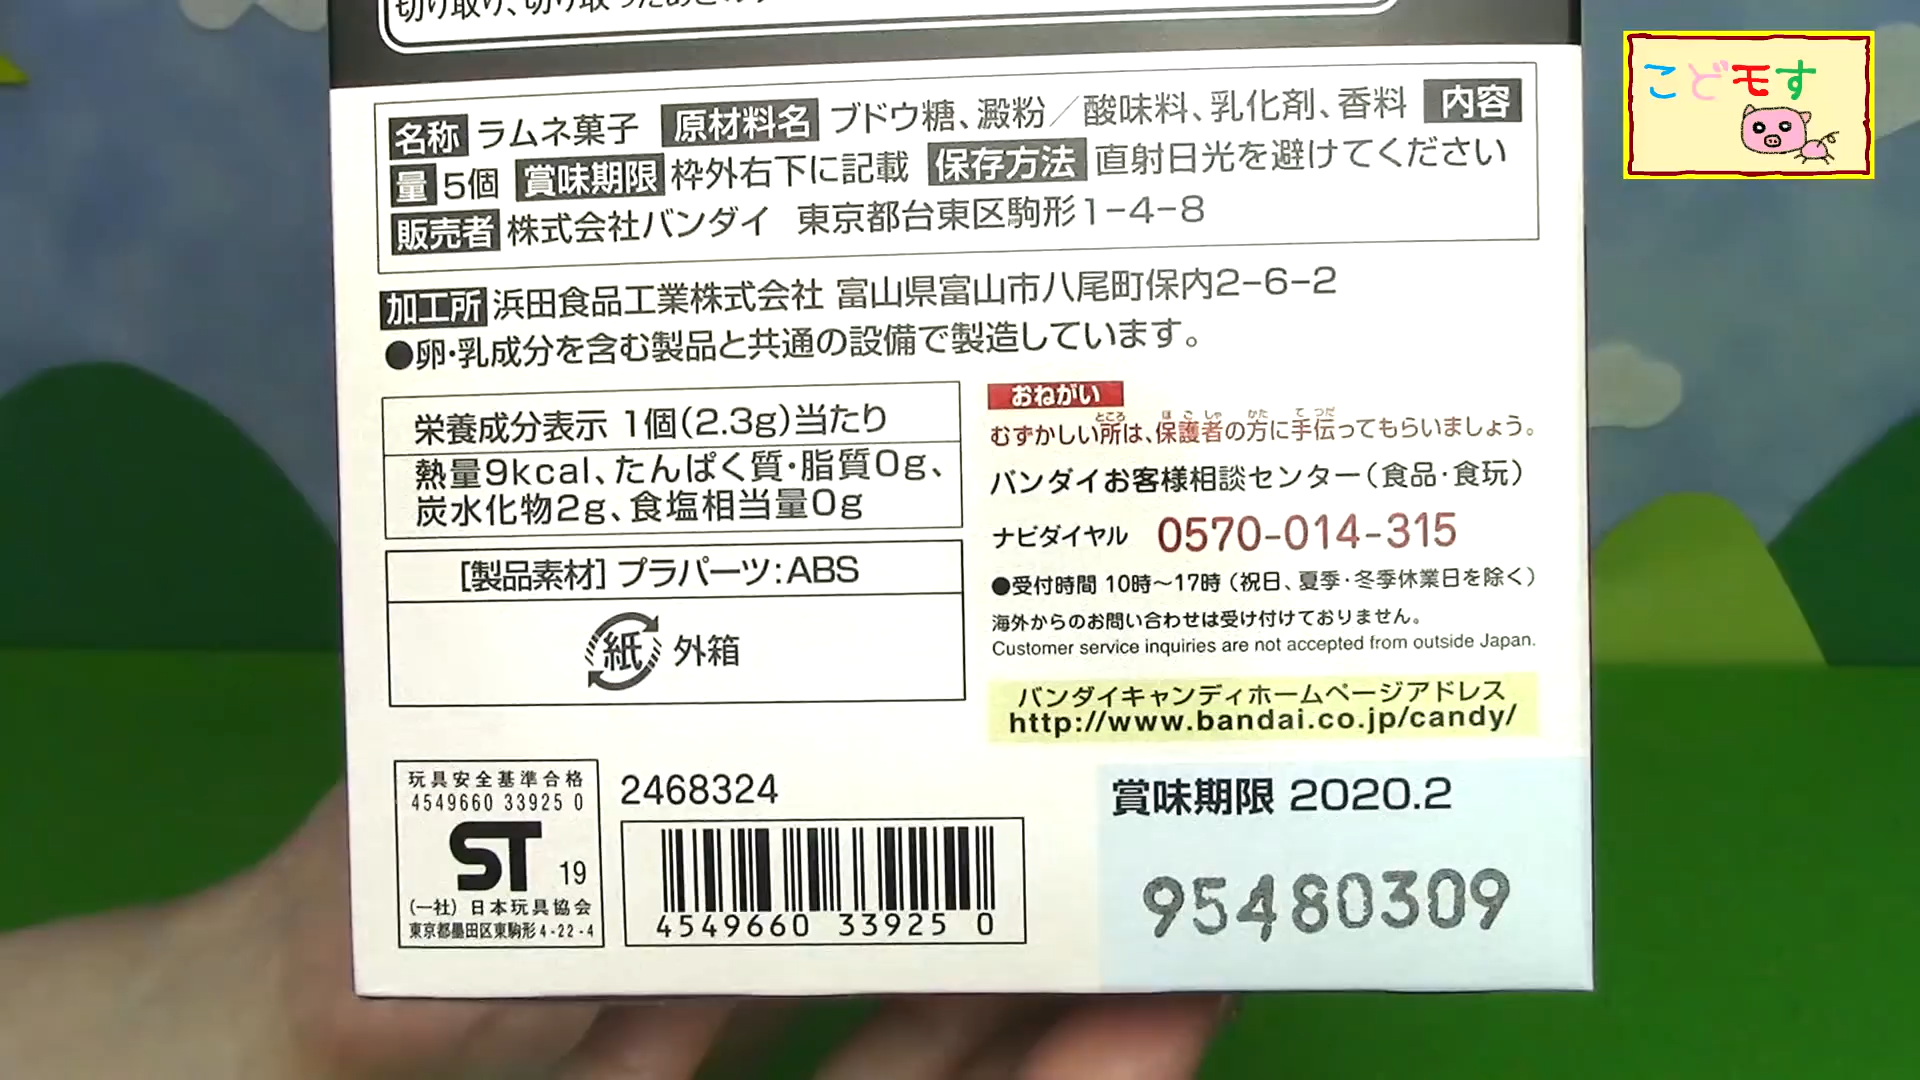 切り取り、切り取ったあとの
こどモす
名称 ラムネ菓子 原材料名 ブドウ糖、澱粉／酸味料、乳化剤、香料 内容
量 5個 賞味期限 枠外右下に記載 保存方法 直射日光を避けてください
販売者 株式会社バンダイ 東京都台東区駒形1-4-8
加工所 浜田食品工業株式会社 富山県富山市八尾町保内2-6-2
●卵・乳成分を含む製品と共通の設備で製造しています。
栄養成分表示 1個(2.3g)当たり
熱量9kcal、たんぱく質・脂質0g、
炭水化物2g、食塩相当量0g
[製品素材] プラパーツ:ABS
紙 外箱
おねがい
ところ ほごしゃ かた てつだ
むずかしい所は、保護者の方に手伝ってもらいましょう。
バンダイお客様相談センター(食品・食玩)
ナビダイヤル 0570-014-315
●受付時間 10時～17時 (祝日、夏季・冬季休業日を除く)
海外からのお問い合わせは受け付けておりません。
Customer service inquiries are not accepted from outside Japan.
バンダイキャンディホームページアドレス
http://www.bandai.co.jp/candy/
玩具安全基準合格
4549660 33925 0
ST 19
(一社) 日本玩具協会
東京都墨田区東駒形4-22-4
2468324
4549660 33925 0
賞味期限 2020.2
95480309